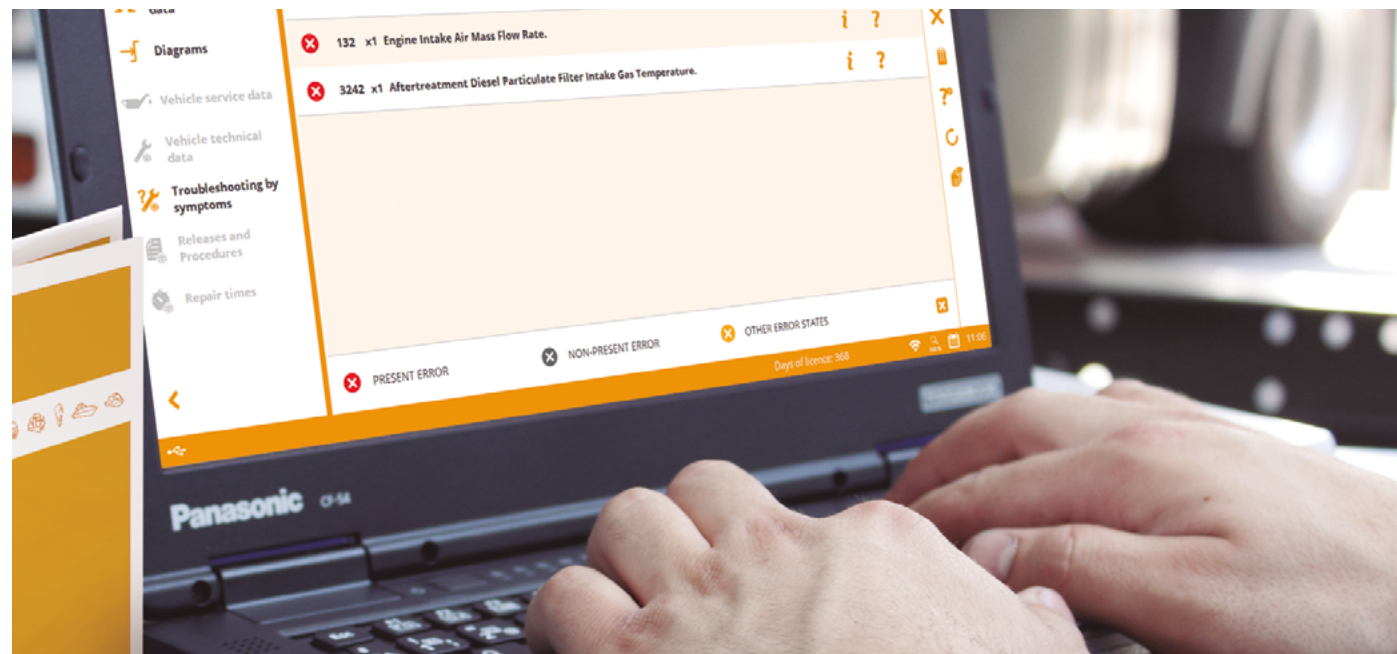 data
132 x1 Engine Intake Air Mass Flow Rate.
i ?
Diagrams
3242 x1 Aftertreatment Diesel Particulate Filter Intake Gas Temperature.
i ?
Vehicle service data
Vehicle technical
data
Troubleshooting by
symptoms
Releases and
Procedures
Repair times
PRESENT ERROR
NON-PRESENT ERROR
OTHER ERROR STATES
Days of licence: 368
11:06
Panasonic CF-54